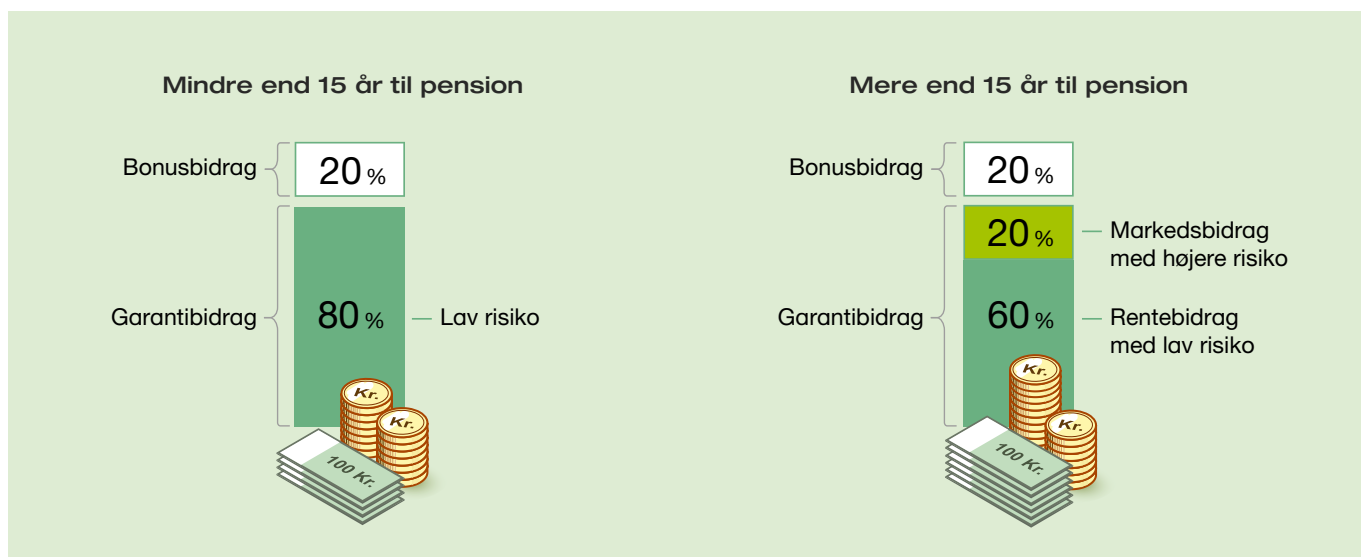 Mindre end 15 år til pension
Bonusbidrag
20 %
Garantibidrag
80 %
Lav risiko
Kr.
Kr.
100 Kr.
Mere end 15 år til pension
Bonusbidrag
20 %
20 %
Markedsbidrag
med højere risiko
Garantibidrag
60 %
Rentebidrag
med lav risiko
Kr.
Kr.
100 Kr.